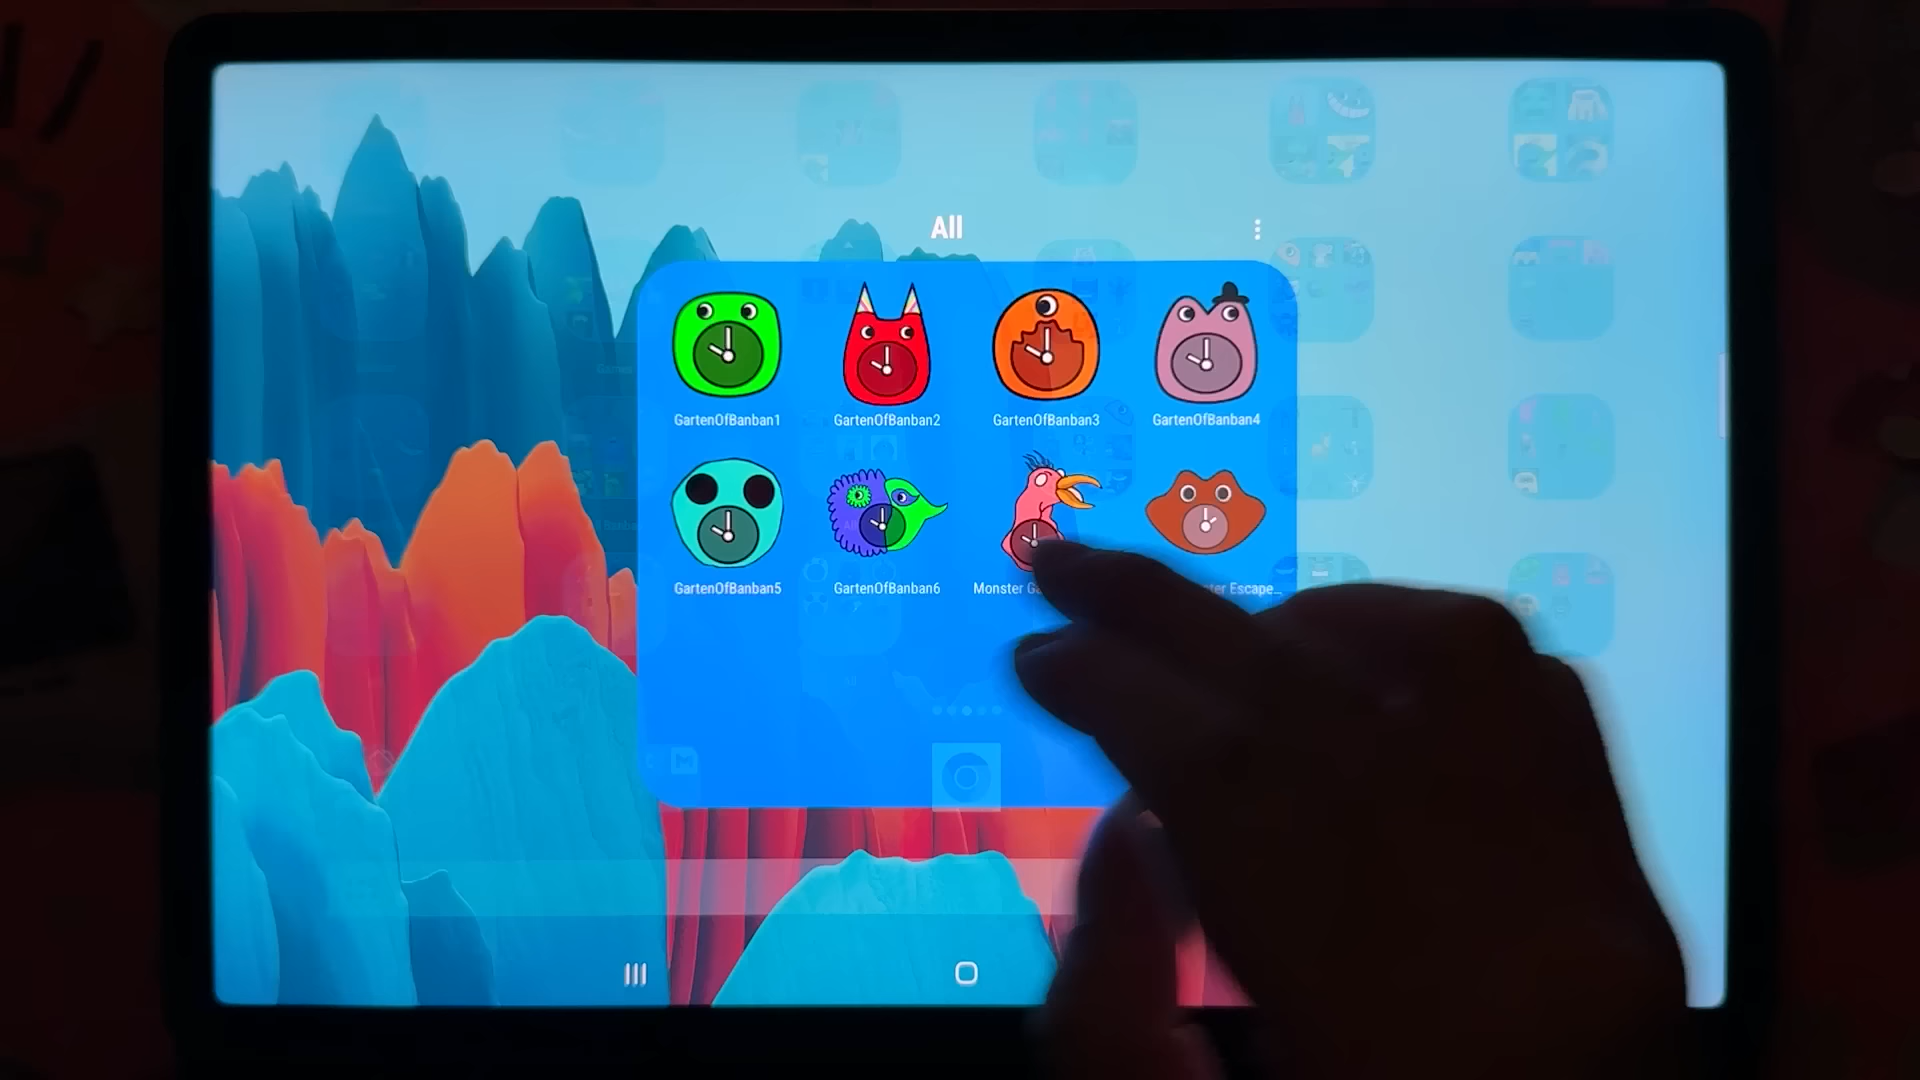 All
GartenOfBanban1
GartenOfBanban2
GartenOfBanban3
GartenOfBanban4
GartenOfBanban5
GartenOfBanban6
Monster
Escape...